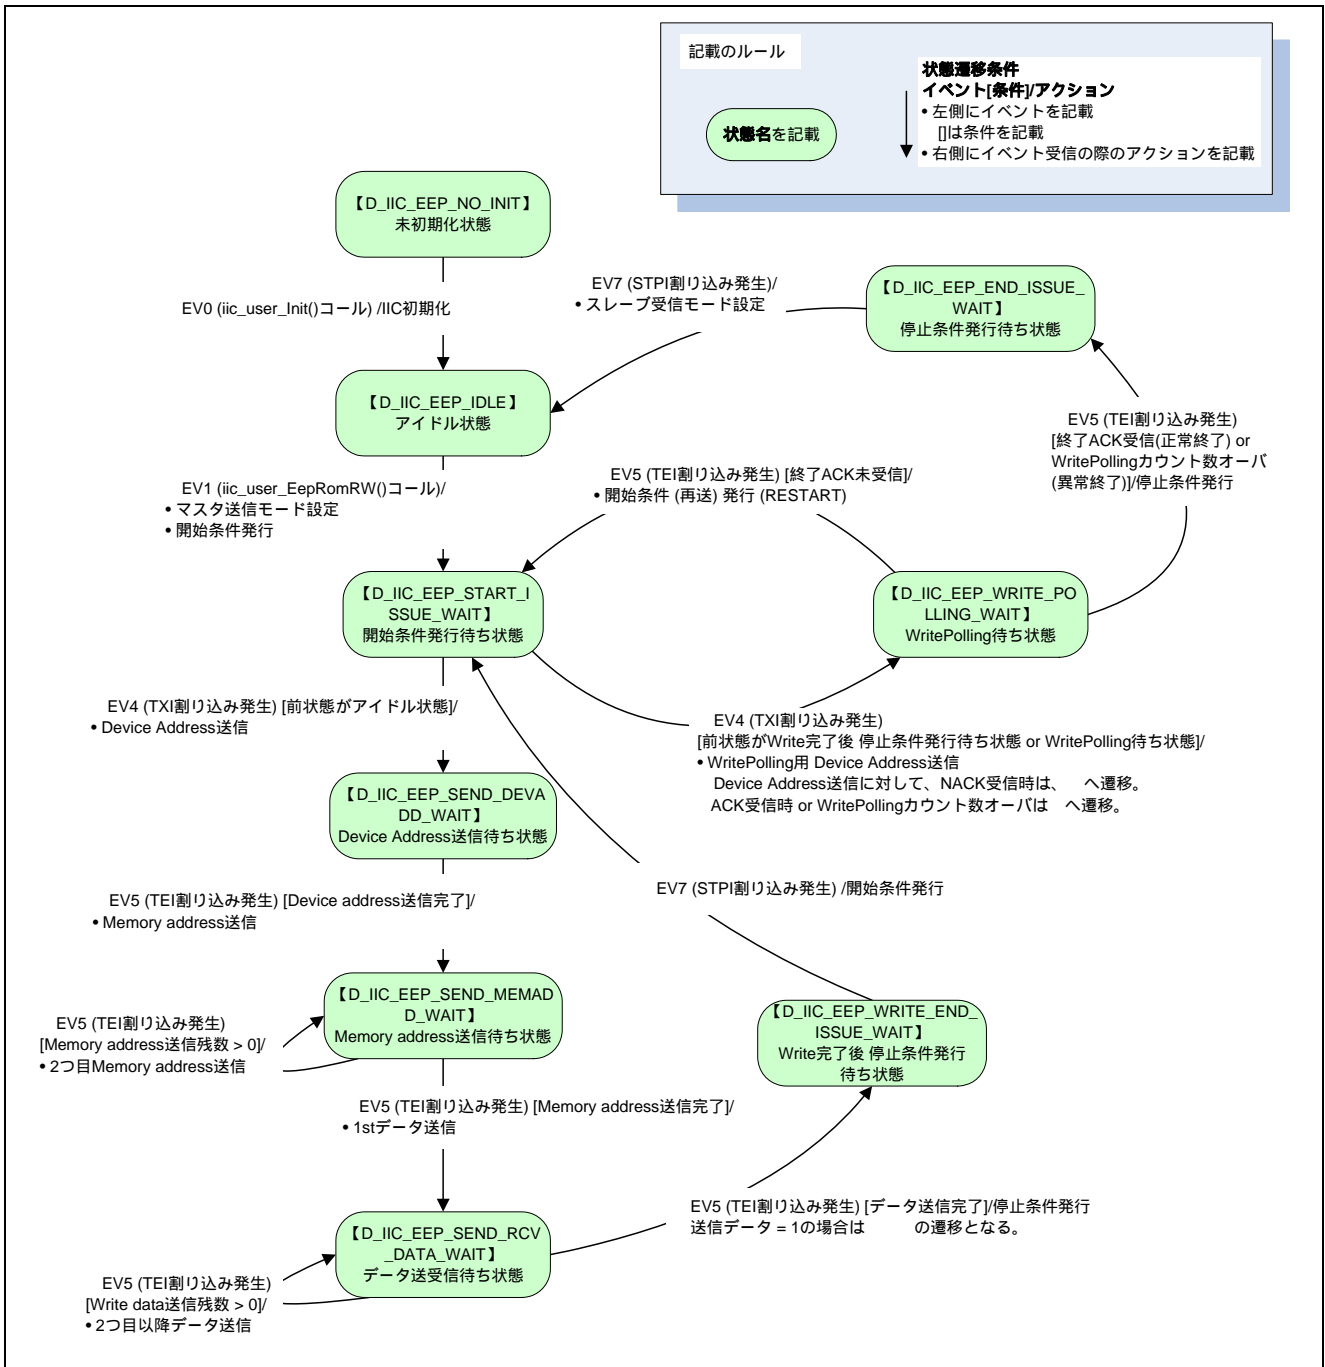 記載のルール
状態名を記載
状態遷移条件
イベント[条件]/アクション
• 左側にイベントを記載
[]は条件を記載
• 右側にイベント受信の際のアクションを記載
【D_IIC_EEP_NO_INIT】
未初期化状態
EV0 (iic_user_Init()コール) /IIC初期化
EV7 (STPI割り込み発生)/
• スレーブ受信モード設定
【D_IIC_EEP_END_ISSUE_
WAIT】
停止条件発行待ち状態
【D_IIC_EEP_IDLE】
アイドル状態
EV5 (TEI割り込み発生)
[終了ACK受信(正常終了) or
WritePollingカウント数オーバ
(異常終了)]/停止条件発行
EV1 (iic_user_EepRomRW()コール)/
• マスタ送信モード設定
• 開始条件発行
EV5 (TEI割り込み発生) [終了ACK未受信]/
• 開始条件 (再送) 発行 (RESTART)
【D_IIC_EEP_START_I
SSUE_WAIT】
開始条件発行待ち状態
【D_IIC_EEP_WRITE_PO
LLING_WAIT】
WritePolling待ち状態
EV4 (TXI割り込み発生) [前状態がアイドル状態]/
• Device Address送信
EV4 (TXI割り込み発生)
[前状態がWrite完了後 停止条件発行待ち状態 or WritePolling待ち状態]/
• WritePolling用 Device Address送信
Device Address送信に対して、NACK受信時は、 へ遷移。
ACK受信時 or WritePollingカウント数オーバは へ遷移。
【D_IIC_EEP_SEND_DEVA
DD_WAIT】
Device Address送信待ち状態
EV5 (TEI割り込み発生) [Device address送信完了]/
• Memory address送信
EV7 (STPI割り込み発生) /開始条件発行
【D_IIC_EEP_SEND_MEMAD
D_WAIT】
Memory address送信待ち状態
EV5 (TEI割り込み発生)
[Memory address送信残数 > 0]/
• 2つ目Memory address送信
【D_IIC_EEP_WRITE_END_
ISSUE_WAIT】
Write完了後 停止条件発行
待ち状態
EV5 (TEI割り込み発生) [Memory address送信完了]/
• 1stデータ送信
EV5 (TEI割り込み発生) [データ送信完了]/停止条件発行
送信データ = 1の場合は の遷移となる。
【D_IIC_EEP_SEND_RCV
_DATA_WAIT】
データ送受信待ち状態
EV5 (TEI割り込み発生)
[Write data送信残数 > 0]/
• 2つ目以降データ送信